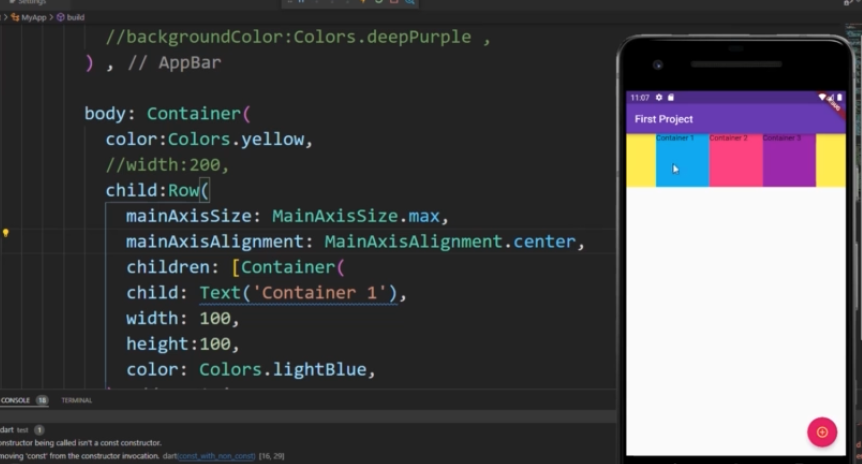 Settings
> MyApp > build
//backgroundColor:Colors.deepPurple ,
) , // AppBar
body: Container(
color:Colors.yellow,
//width:200,
child:Row(
mainAxisSize: MainAxisSize.max,
mainAxisAlignment: MainAxisAlignment.center,
children: [Container(
child: Text('Container 1'),
width: 100,
height:100,
color: Colors.lightBlue,
CONSOLE 18 TERMINAL
dart test 1
onstructor being called isn't a const constructor.
moving 'const' from the constructor invocation. dart(const_with_non_const) [16, 29]
11:07
First Project
Container 1 Container 2 Container 3